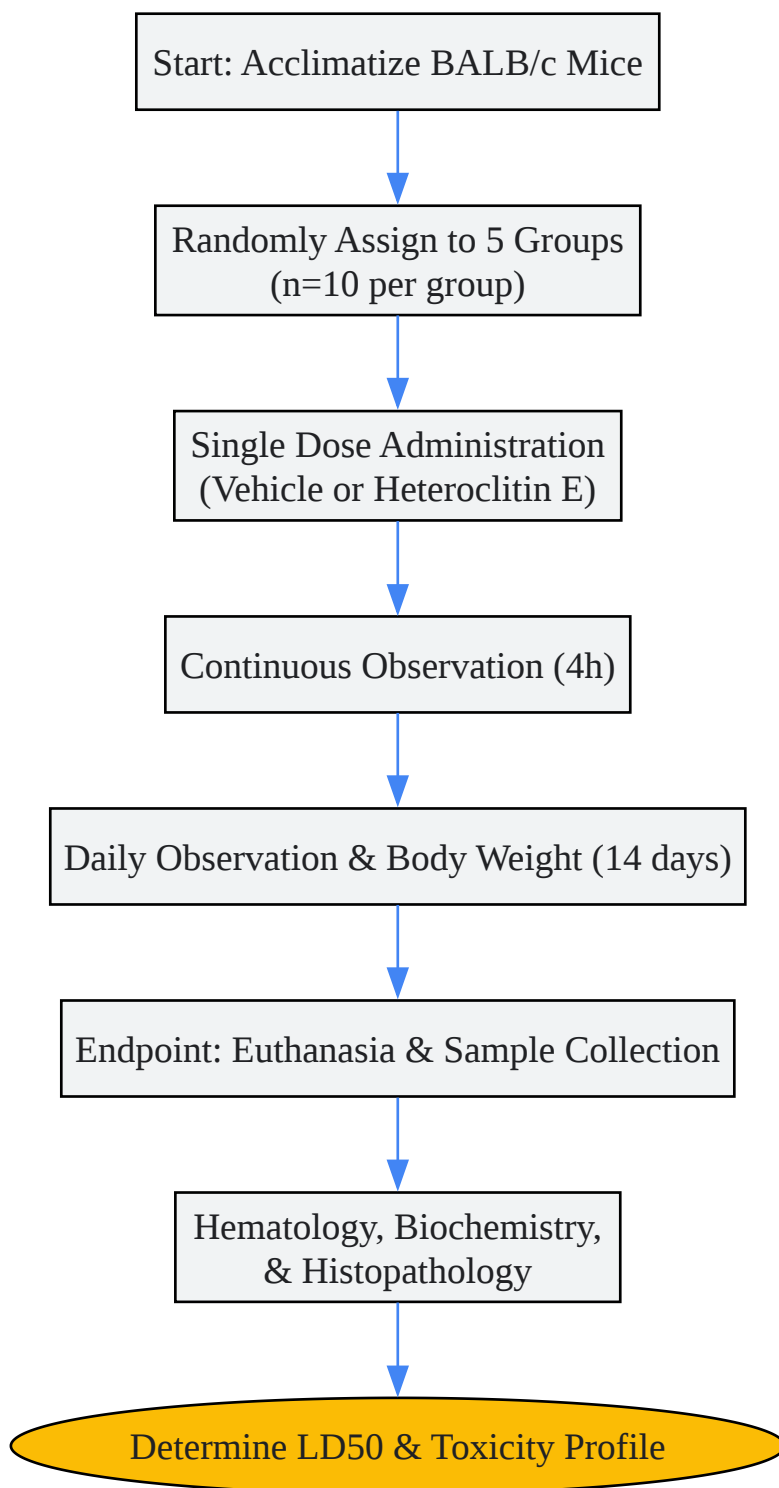 Start: Acclimatize BALB/c Mice
Randomly Assign to 5 Groups
(n=10 per group)
Single Dose Administration
(Vehicle or Heteroclitin E)
Continuous Observation (4h)
Daily Observation & Body Weight (14 days)
Endpoint: Euthanasia & Sample Collection
Hematology, Biochemistry,
& Histopathology
Determine LD50 & Toxicity Profile